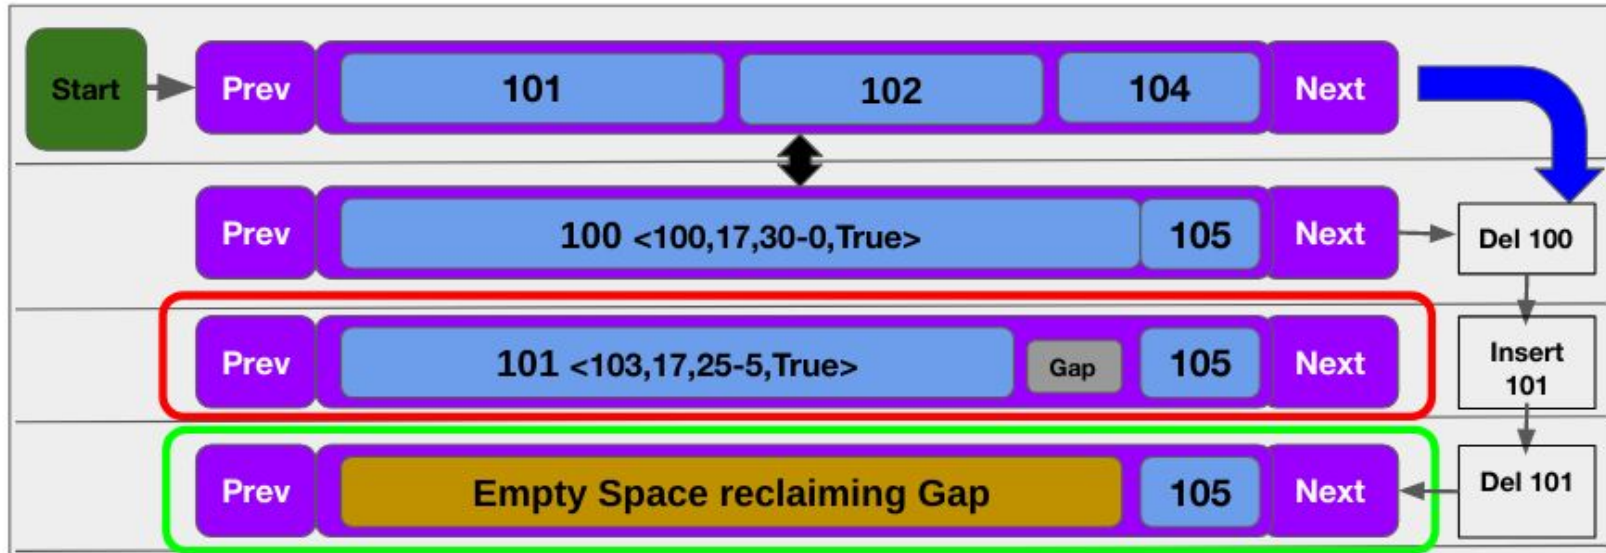 Start
Prev
101
102
104
Next
Prev
100 <100,17,30-0,True>
105
Next
Del 100
Prev
101 <103,17,25-5,True>
Gap
105
Next
Insert
101
Prev
Empty Space reclaiming Gap
105
Next
Del 101